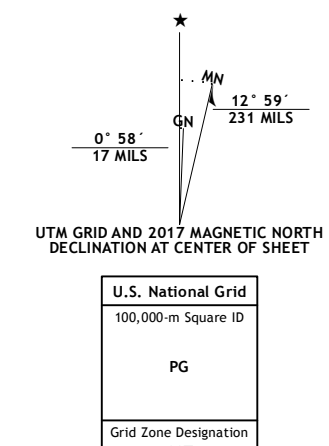 ★
MN
GN
12° 59´
231 MILS
0° 58´
17 MILS
UTM GRID AND 2017 MAGNETIC NORTH
DECLINATION AT CENTER OF SHEET
U.S. National Grid
100,000-m Square ID
PG
Grid Zone Designation